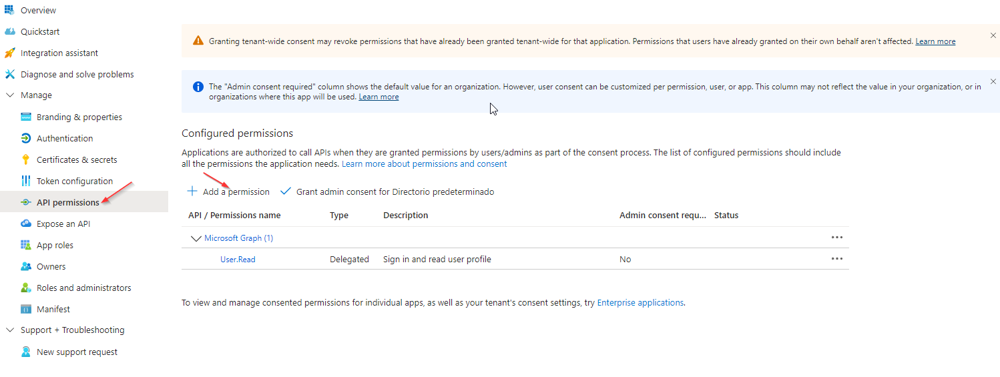 Overview
Quickstart
Integration assistant
Diagnose and solve problems
Manage
Branding & properties
Authentication
Certificates & secrets
Token configuration
API permissions
Expose an API
App roles
Owners
Roles and administrators
Manifest
Support + Troubleshooting
New support request
Granting tenant-wide consent may revoke permissions that have already been granted tenant-wide for that application. Permissions that users have already granted on their own behalf aren't affected. Learn more
The "Admin consent required" column shows the default value for an organization. However, user consent can be customized per permission, user, or app. This column may not reflect the value in your organization, or in
organizations where this app will be used. Learn more
Configured permissions
Applications are authorized to call APIs when they are granted permissions by users/admins as part of the consent process. The list of configured permissions should include
all the permissions the application needs. Learn more about permissions and consent
Add a permission Grant admin consent for Directorio predeterminado
API / Permissions name Type Description Admin consent requ... Status
Microsoft Graph (1)
User.Read Delegated Sign in and read user profile No
To view and manage consented permissions for individual apps, as well as your tenant's consent settings, try Enterprise applications.